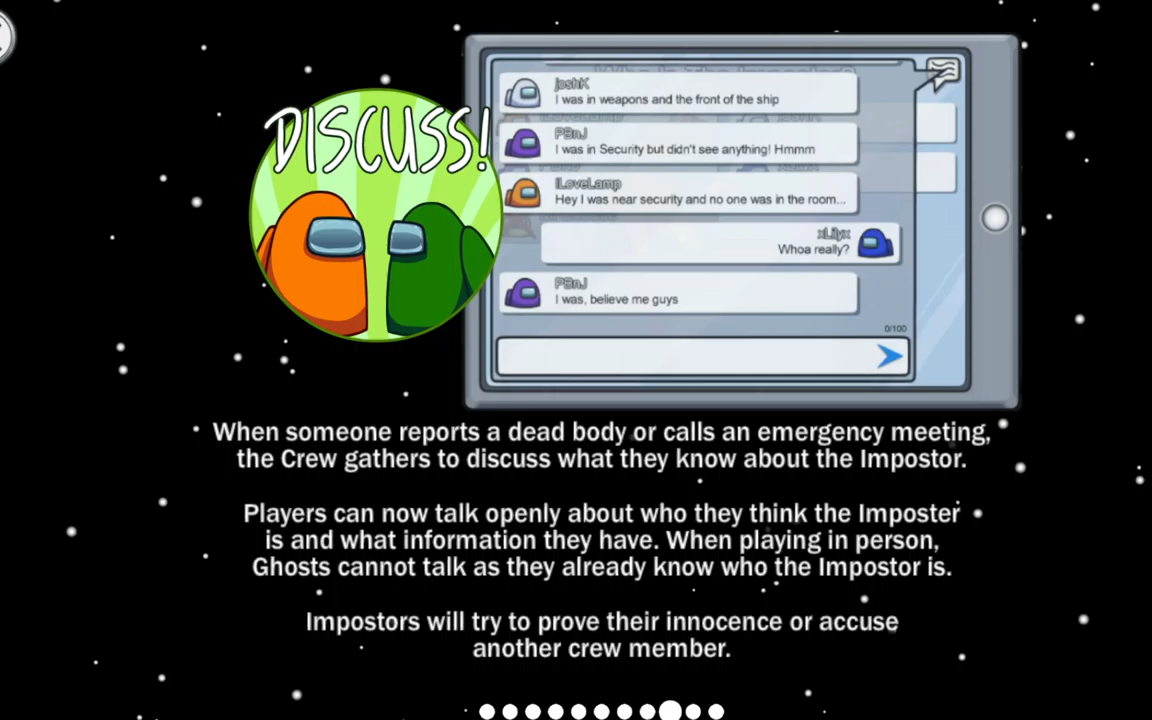 DISCUSS!
joshK
I was in weapons and the front of the ship
PBnJ
I was in Security but didn't see anything! Hmmm
ILoveLamp
Hey I was near security and no one was in the room...
xLilyx
Whoa really?
PBnJ
I was, believe me guys
0/100
When someone reports a dead body or calls an emergency meeting,
the Crew gathers to discuss what they know about the Impostor.
Players can now talk openly about who they think the Imposter
is and what information they have. When playing in person,
Ghosts cannot talk as they already know who the Impostor is.
Impostors will try to prove their innocence or accuse
another crew member.